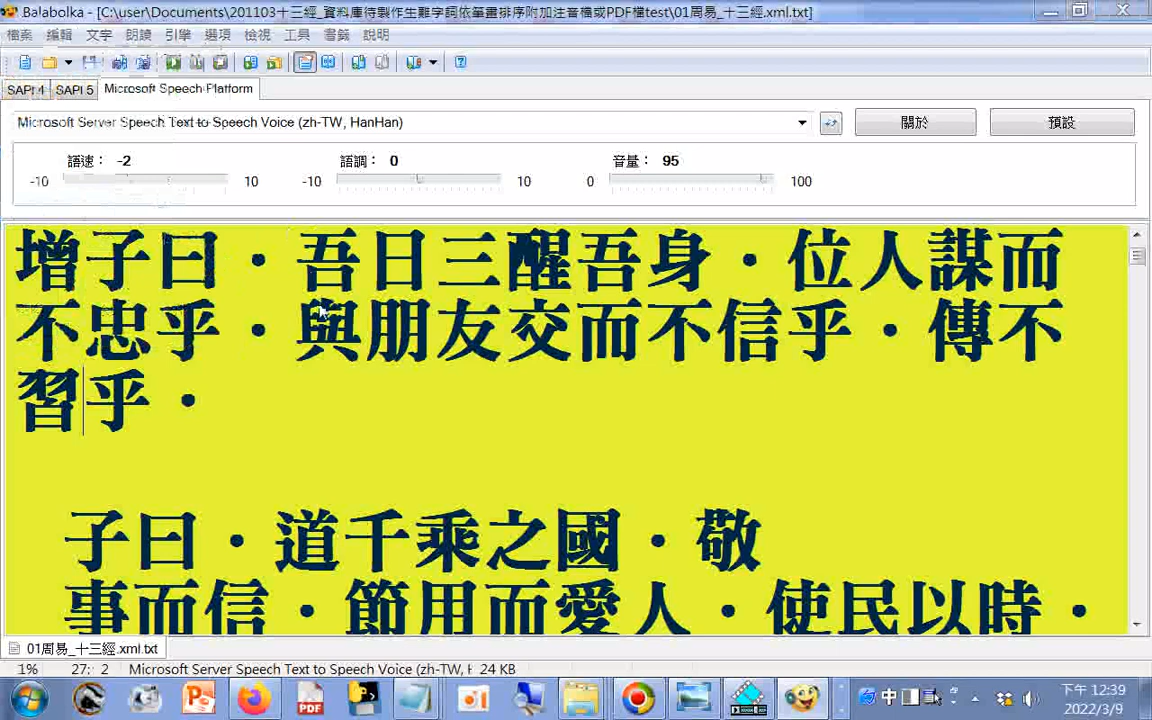 Balabolka - [C:\user\Documents\201103十三經_資料庫待製作生難字詞依筆畫排序附加注音檔或PDF檔test\01周易_十三經.xml.txt]
檔案 編輯 文字 朗讀 引擎 選項 檢視 工具 書籤 說明
SAPI 4 SAPI 5 Microsoft Speech Platform
Microsoft Server Speech Text to Speech Voice (zh-TW, HanHan) 關於 預設
語速： -2 語調： 0 音量： 95
-10 10 -10 10 0 100
增子曰．吾日三醒吾身．位人謀而
不忠乎．與朋友交而不信乎．傳不
習乎．
子曰．道千乘之國．敬
事而信．節用而愛人．使民以時．
01周易_十三經.xml.txt
1% 27: 2 Microsoft Server Speech Text to Speech Voice (zh-TW, H 24 KB
中 下午 12:39
2022/3/9